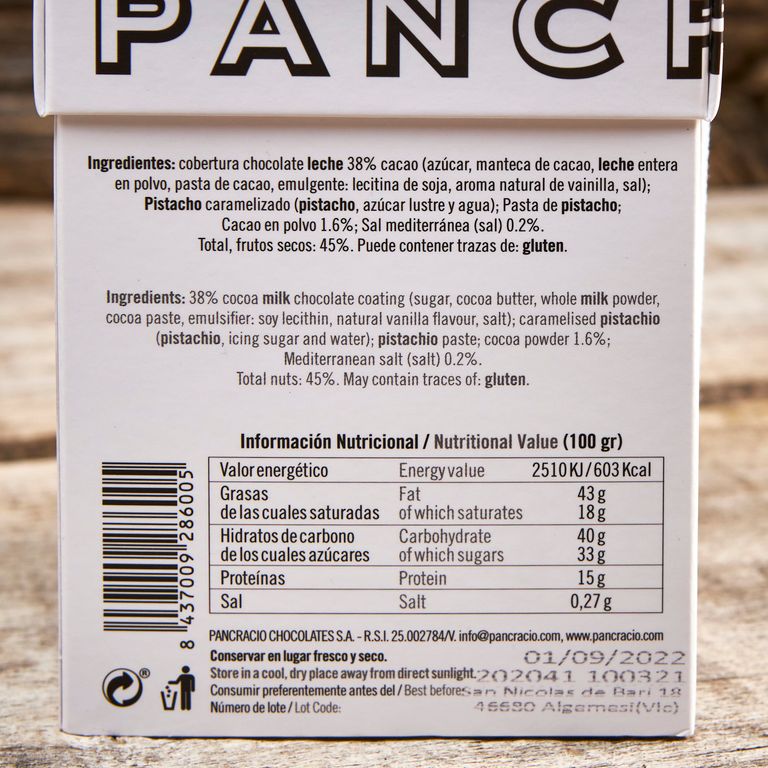 PANC
Ingredientes: cobertura chocolate leche 38% cacao (azúcar, manteca de cacao, leche entera
en polvo, pasta de cacao, emulgente: lecitina de soja, aroma natural de vainilla, sal);
Pistacho caramelizado (pistacho, azúcar lustre y agua); Pasta de pistacho;
Cacao en polvo 1.6%; Sal mediterránea (sal) 0.2%.
Total, frutos secos: 45%. Puede contener trazas de: gluten.
Ingredients: 38% cocoa milk chocolate coating (sugar, cocoa butter, whole milk powder,
cocoa paste, emulsifier: soy lecithin, natural vanilla flavour, salt); caramelised pistachio
(pistachio, icing sugar and water); pistachio paste; cocoa powder 1.6%;
Mediterranean salt (salt) 0.2%.
Total nuts: 45%. May contain traces of: gluten.
Información Nutricional / Nutritional Value (100 gr)
Valor energético Energy value 2510 KJ/603 Kcal
Grasas Fat 43 g
de las cuales saturadas of which saturates 18 g
Hidratos de carbono Carbohydrate 40 g
de los cuales azúcares of which sugars 33 g
Proteínas Protein 15 g
Sal Salt 0,27 g
8 437009 286005
PANCRACIO CHOCOLATES S.A. - R.S.I. 25.002784/V. info@pancracio.com, www.pancracio.com
Conservar en lugar fresco y seco. 01/09/2022
Store in a cool, dry place away from direct sunlight. 202041 100321
Consumir preferentemente antes del / Best before: San Nicolas de Bari 18
Número de lote / Lot Code: 46680 Algemesi(Vlc)
®